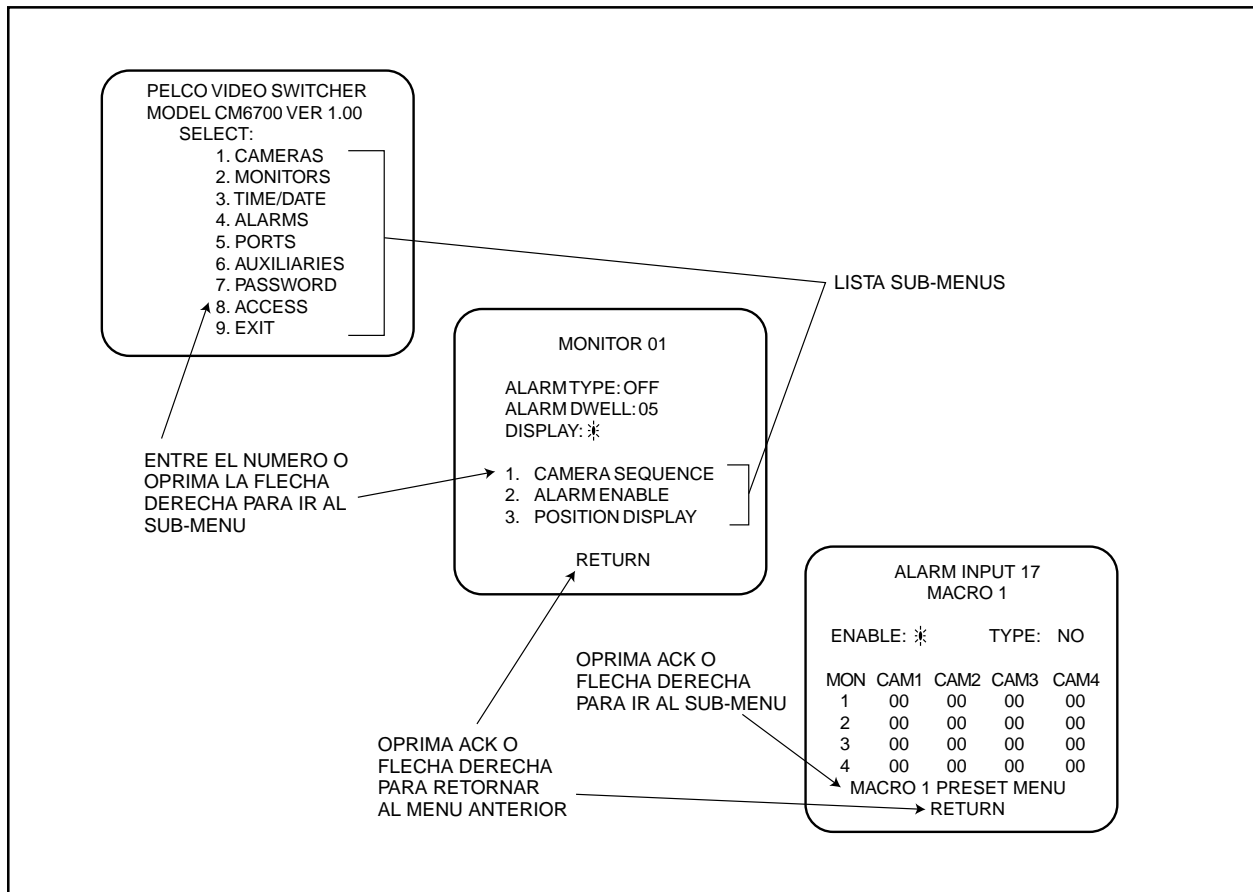 PELCO VIDEO SWITCHER
MODEL CM6700 VER 1.00
SELECT:
1. CAMERAS
2. MONITORS
3. TIME/DATE
4. ALARMS
5. PORTS
6. AUXILIARIES
7. PASSWORD
8. ACCESS
9. EXIT
LISTA SUB-MENUS
ENTRE EL NUMERO O
OPRIMA LA FLECHA
DERECHA PARA IR AL
SUB-MENU
MONITOR 01
ALARM TYPE: OFF
ALARM DWELL: 05
DISPLAY:
1. CAMERA SEQUENCE
2. ALARM ENABLE
3. POSITION DISPLAY
RETURN
OPRIMA ACK O
FLECHA DERECHA
PARA IR AL SUB-MENU
OPRIMA ACK O
FLECHA DERECHA
PARA RETORNAR
AL MENU ANTERIOR
ALARM INPUT 17
MACRO 1
ENABLE: TYPE: NO
MON CAM1 CAM2 CAM3 CAM4
1 00 00 00 00
2 00 00 00 00
3 00 00 00 00
4 00 00 00 00
MACRO 1 PRESET MENU
RETURN